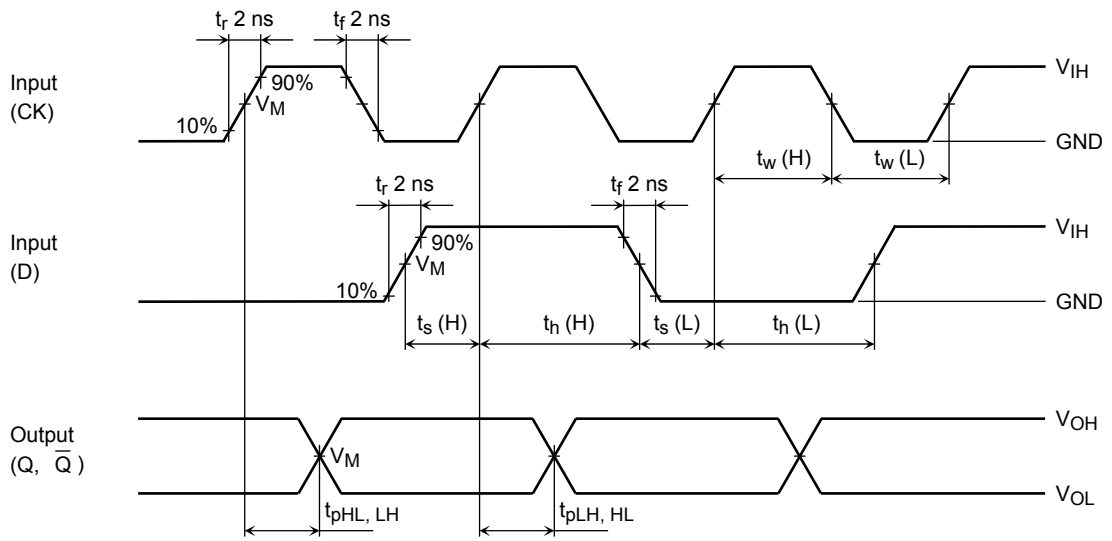 tr 2 ns
tf 2 ns
Input
(CK)
90%
VM
10%
VIH
GND
tw (H)
tw (L)
tr 2 ns
tf 2 ns
Input
(D)
90%
VM
10%
VIH
GND
ts (H)
th (H)
ts (L)
th (L)
Output
(Q, Q̅ )
VM
VOH
VOL
tpHL, LH
tpLH, HL